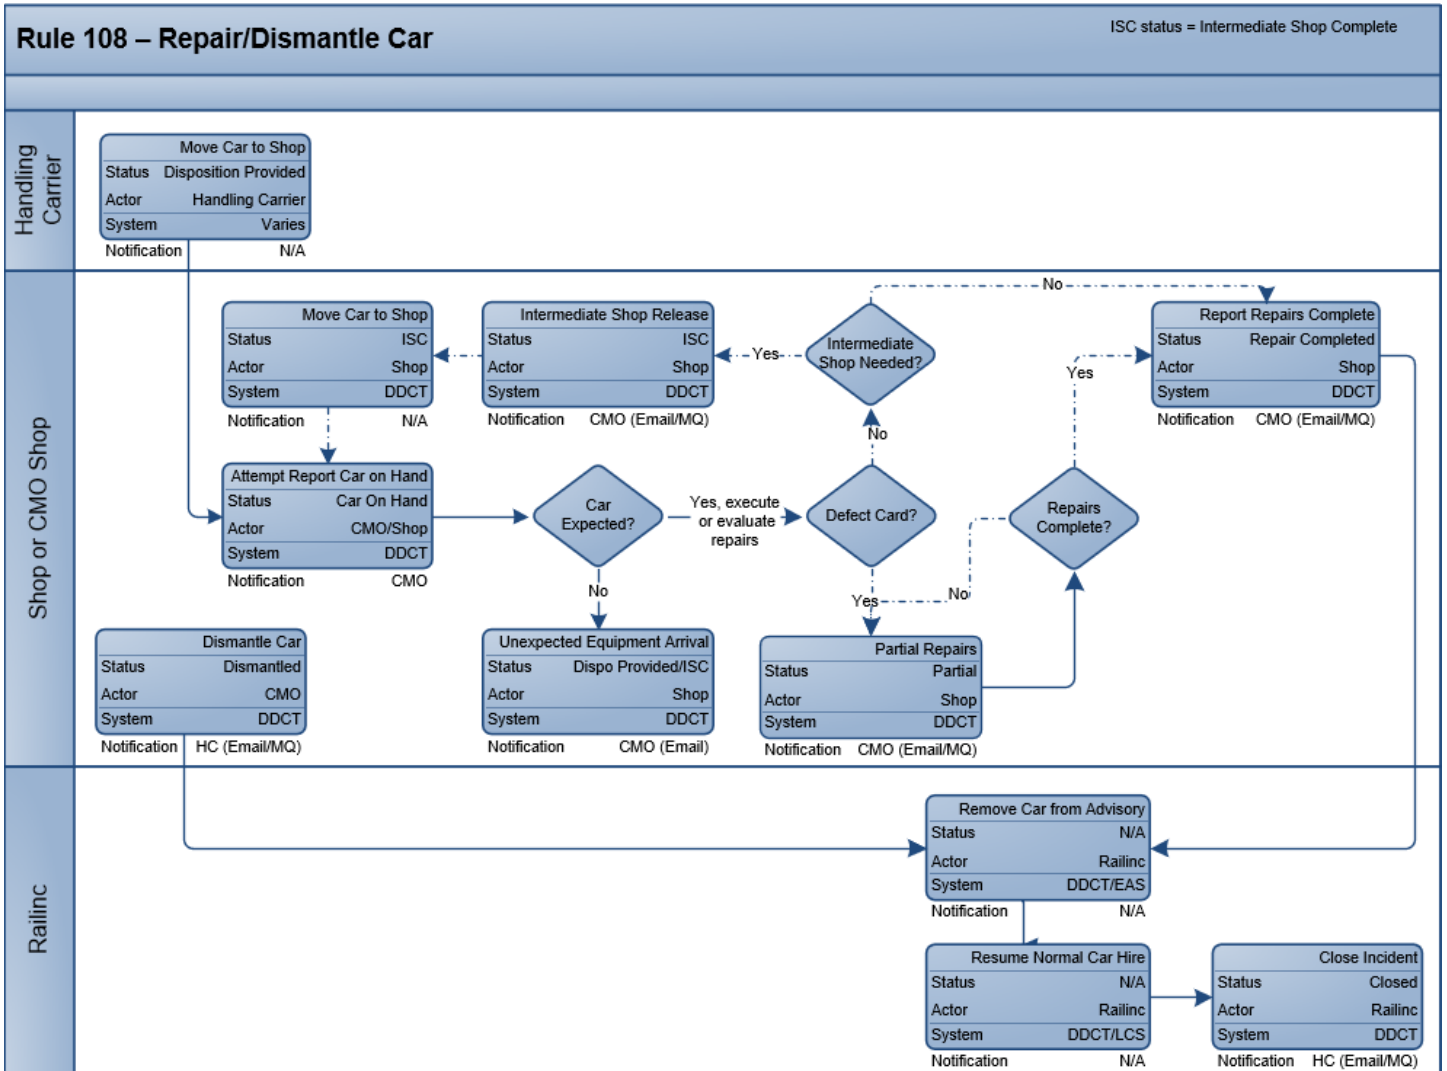 Rule 108 – Repair/Dismantle Car
ISC status = Intermediate Shop Complete
Handling
Carrier
Move Car to Shop
Status Disposition Provided
Actor Handling Carrier
System Varies
Notification N/A
Shop or CMO Shop
Move Car to Shop
Status ISC
Actor Shop
System DDCT
Notification N/A
Intermediate Shop Release
Status ISC
Actor Shop
System DDCT
Notification CMO (Email/MQ)
Yes
Intermediate
Shop Needed?
No
Report Repairs Complete
Status Repair Completed
Actor Shop
System DDCT
Notification CMO (Email/MQ)
Yes
No
Attempt Report Car on Hand
Status Car On Hand
Actor CMO/Shop
System DDCT
Notification CMO
Car
Expected?
Yes, execute
or evaluate
repairs
Defect Card?
Repairs
Complete?
No
Yes
No
Dismantle Car
Status Dismantled
Actor CMO
System DDCT
Notification HC (Email/MQ)
Unexpected Equipment Arrival
Status Dispo Provided/ISC
Actor Shop
System DDCT
Notification CMO (Email)
Partial Repairs
Status Partial
Actor Shop
System DDCT
Notification CMO (Email/MQ)
Railinc
Remove Car from Advisory
Status N/A
Actor Railinc
System DDCT/EAS
Notification N/A
Resume Normal Car Hire
Status N/A
Actor Railinc
System DDCT/LCS
Notification N/A
Close Incident
Status Closed
Actor Railinc
System DDCT
Notification HC (Email/MQ)